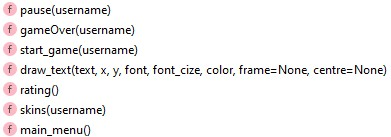 f pause(username)
f gameOver(username)
f start_game(username)
f draw_text(text, x, y, font, font_cize, color, frame=None, centre=None)
f rating()
f skins(username)
f main_menu()